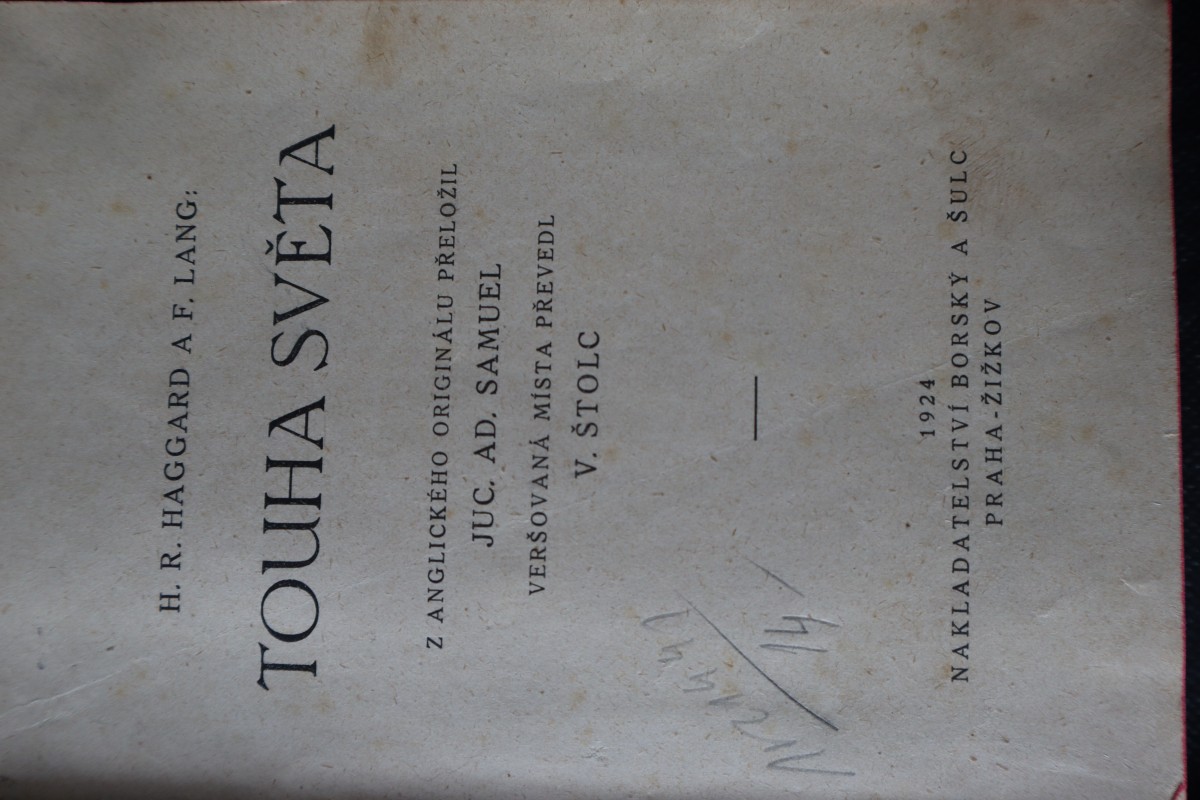 H. R. HAGGARD A F. LANG:
TOUHA SVĚTA
Z ANGLICKÉHO ORIGINÁLU PŘELOŽIL
JUC. AD. SAMUEL
VERŠOVANÁ MÍSTA PŘEVEDL
V. ŠTOLC
14
1924
NAKLADATELSTVÍ BORSKÝ A ŠULC
PRAHA-ŽIŽKOV